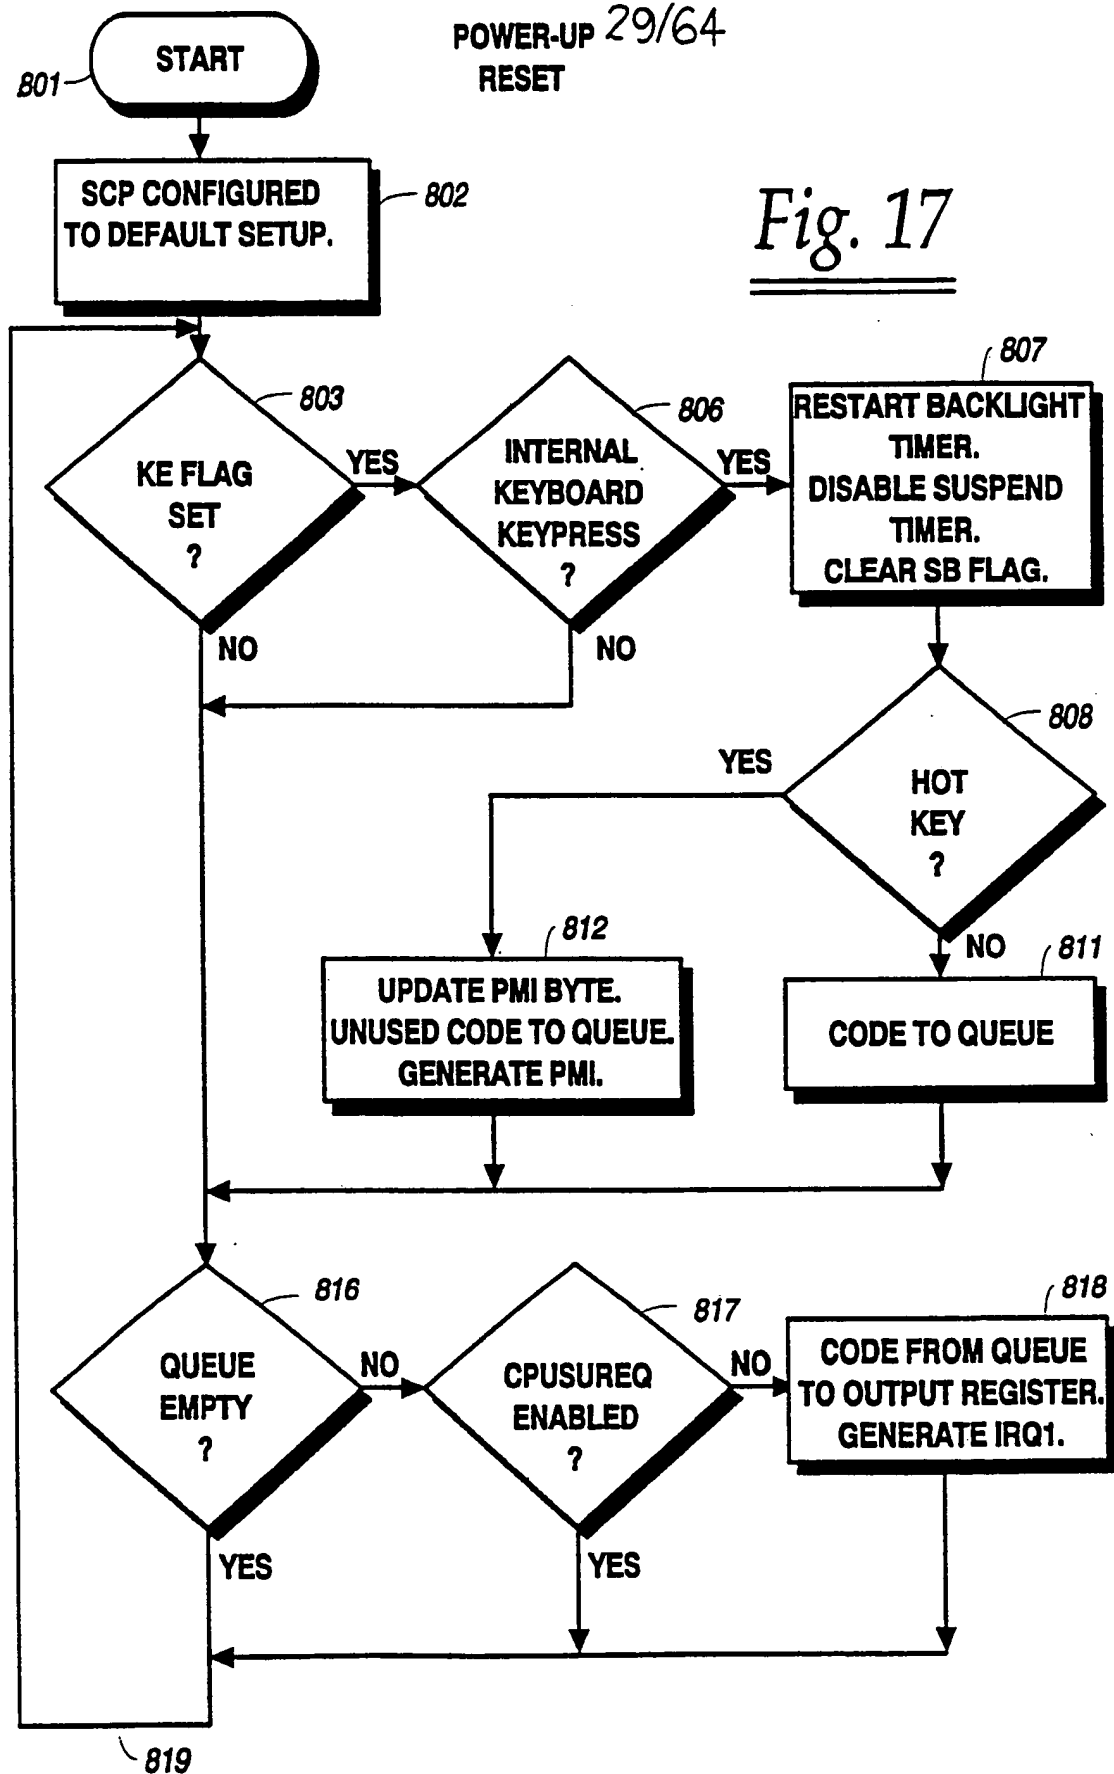 POWER-UP 29/64
RESET
START
801
SCP CONFIGURED
TO DEFAULT SETUP.
802
Fig. 17
KE FLAG
SET
?
803
YES
NO
INTERNAL
KEYBOARD
KEYPRESS
?
806
YES
NO
807
RESTART BACKLIGHT
TIMER.
DISABLE SUSPEND
TIMER.
CLEAR SB FLAG.
808
HOT
KEY
?
YES
NO
812
UPDATE PMI BYTE.
UNUSED CODE TO QUEUE.
GENERATE PMI.
811
CODE TO QUEUE
816
QUEUE
EMPTY
?
NO
YES
817
CPUSUREQ
ENABLED
?
NO
YES
818
CODE FROM QUEUE
TO OUTPUT REGISTER.
GENERATE IRQ1.
819